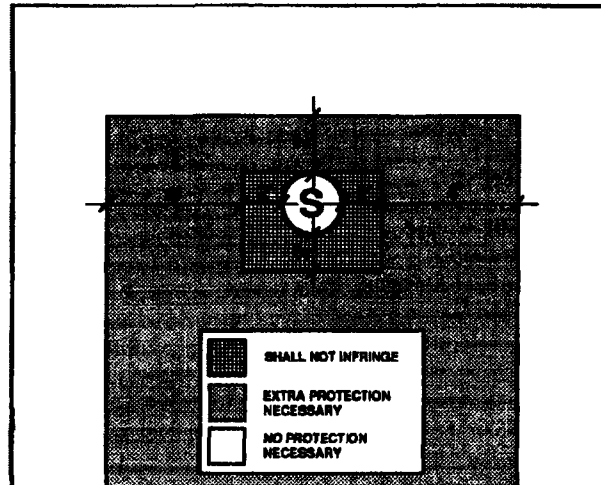 S
SHALL NOT INFRINGE
EXTRA PROTECTION
NECESSARY
NO PROTECTION
NECESSARY